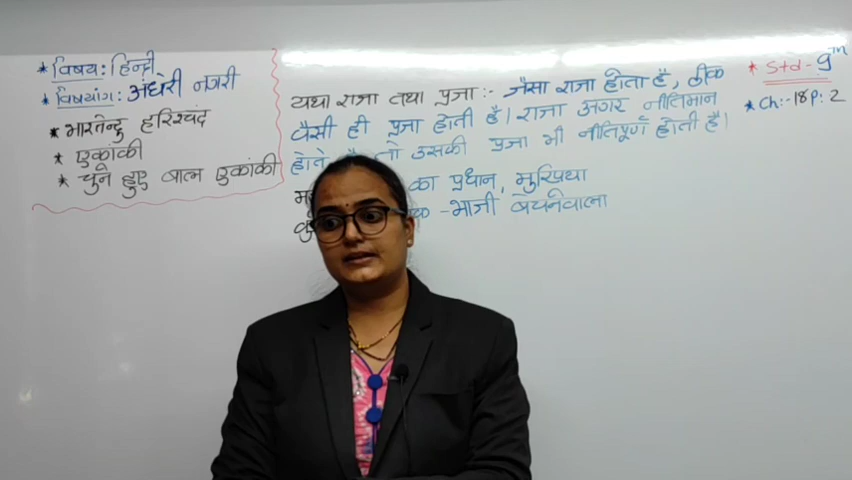 * विषय: हिन्दी
* विषयांग: अंधेरी नगरी
* भारतेन्दु हरिश्चंद
* एकांकी
* चुने हुए बाल एकांकी
यथा राजा तथा प्रजा :- जैसा राजा होता है, ठीक
वैसी ही प्रजा होती है। राजा अगर नीतिमान
होते तो उसकी प्रजा भी नीतिपूर्ण होती है।
का प्रधान, मुखिया
- भाजी बेचनेवाला
* Std - 9TH
* Ch:-18 P: 2